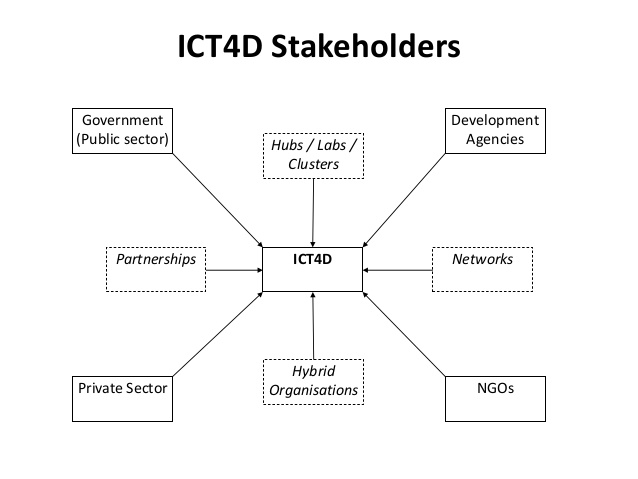 ICT4D Stakeholders
Government
(Public sector)
Development
Agencies
Hubs / Labs /
Clusters
Partnerships
ICT4D
Networks
Hybrid
Organisations
Private Sector
NGOs